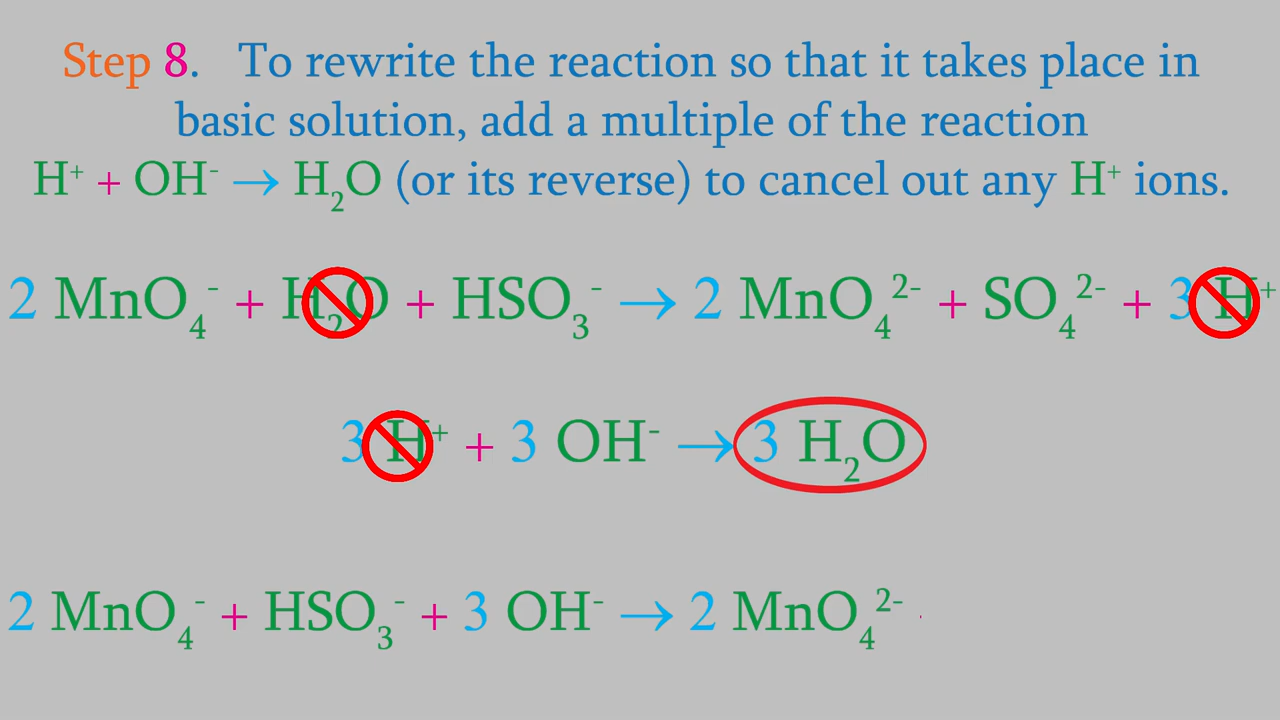 Step 8. To rewrite the reaction so that it takes place in
basic solution, add a multiple of the reaction
H⁺ + OH⁻ → H₂O (or its reverse) to cancel out any H⁺ ions.
2 MnO₄⁻ + H₂O + HSO₃⁻ → 2 MnO₄²⁻ + SO₄²⁻ + 3 H⁺
3 H⁺ + 3 OH⁻ → 3 H₂O
2 MnO₄⁻ + HSO₃⁻ + 3 OH⁻ → 2 MnO₄²⁻